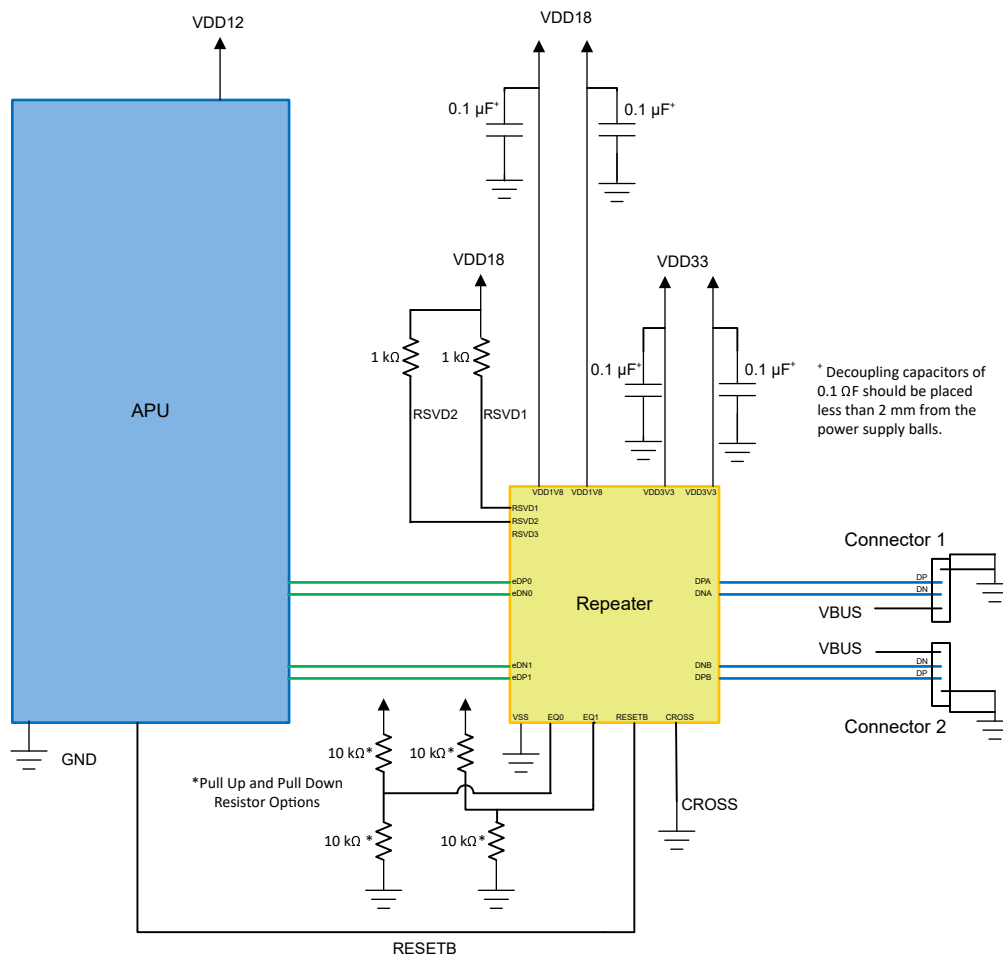 VDD12
VDD18
0.1 µF⁺
0.1 µF⁺
VDD18
VDD33
1 kΩ
1 kΩ
0.1 µF⁺
0.1 µF⁺
⁺ Decoupling capacitors of
0.1 ΩF should be placed
less than 2 mm from the
power supply balls.
APU
RSVD2
RSVD1
VDD1V8
VDD1V8
VDD3V3
VDD3V3
RSVD1
RSVD2
RSVD3
Connector 1
eDP0
DPA
DP
eDN0
DNA
DN
Repeater
VBUS
VBUS
eDN1
DNB
DN
eDP1
DPB
DP
VSS
EQ0
EQ1
RESETB
CROSS
Connector 2
GND
10 kΩ*
10 kΩ*
*Pull Up and Pull Down
Resistor Options
CROSS
10 kΩ*
10 kΩ*
RESETB